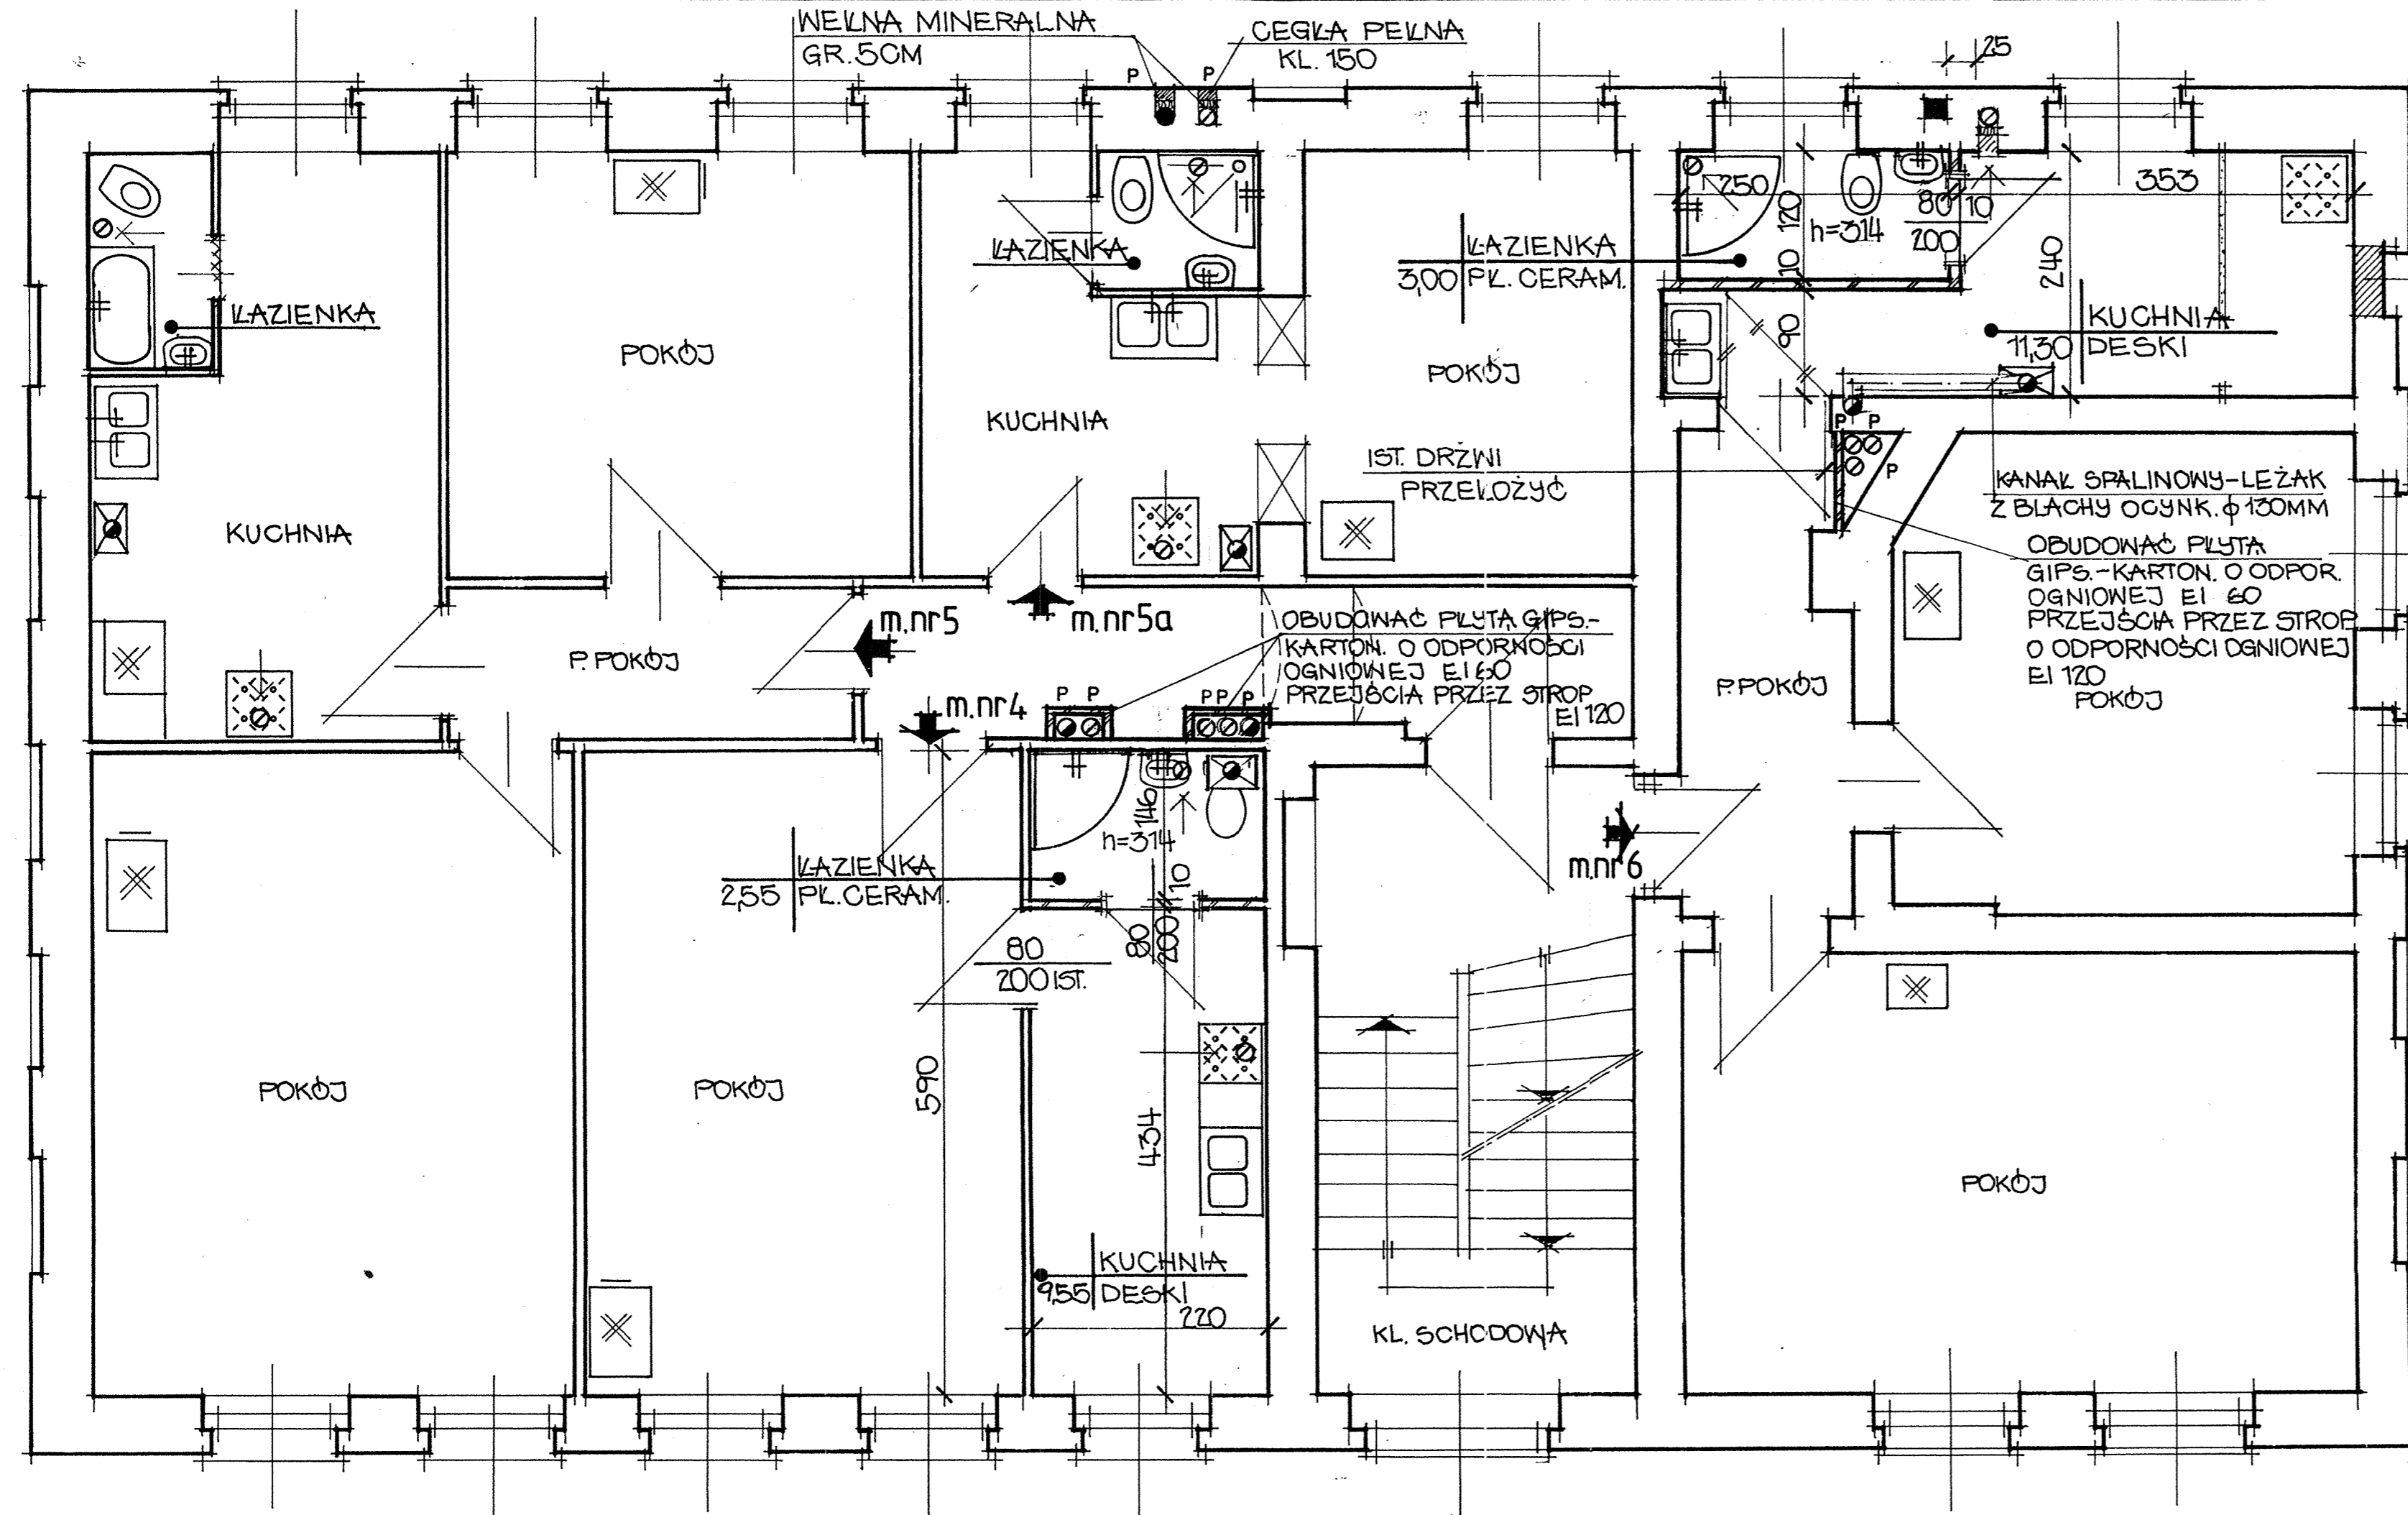 WEŁNA MINERALNA
GR. 5CM
CEGŁA PEŁNA
KL. 150
25
P
P
250
120
10
h=314
80
200
10
353
240
90
ŁAZIENKA
ŁAZIENKA
3,00 PŁ. CERAM.
ŁAZIENKA
KUCHNIA
11,30 DESKI
POKÓJ
POKÓJ
KUCHNIA
KUCHNIA
IST. DRZWI
PRZEŁOŻYĆ
P P
P
KANAŁ SPALINOWY-LEŻAK
Z BLACHY OCYNK. ϕ 130MM
OBUDOWAĆ PŁYTA
GIPS.-KARTON. O ODPOR.
OGNIOWEJ EI 60
PRZEJŚCIA PRZEZ STROP
O ODPORNOŚCI OGNIOWEJ
EI 120
POKÓJ
m.nr5
m.nr5a
OBUDOWAĆ PŁYTA GIPS.-
KARTON. O ODPORNOŚCI
OGNIOWEJ EI 60
PRZEJŚCIA PRZEZ STROP
EI 120
P.POKÓJ
P.POKÓJ
m.nr4
P P
P P P
146
h=314
10
m.nr6
ŁAZIENKA
2,55 PŁ. CERAM.
80
200 IST.
80
200
590
434
POKÓJ
POKÓJ
POKÓJ
KUCHNIA
9,55 DESKI
220
KL. SCHODOWA